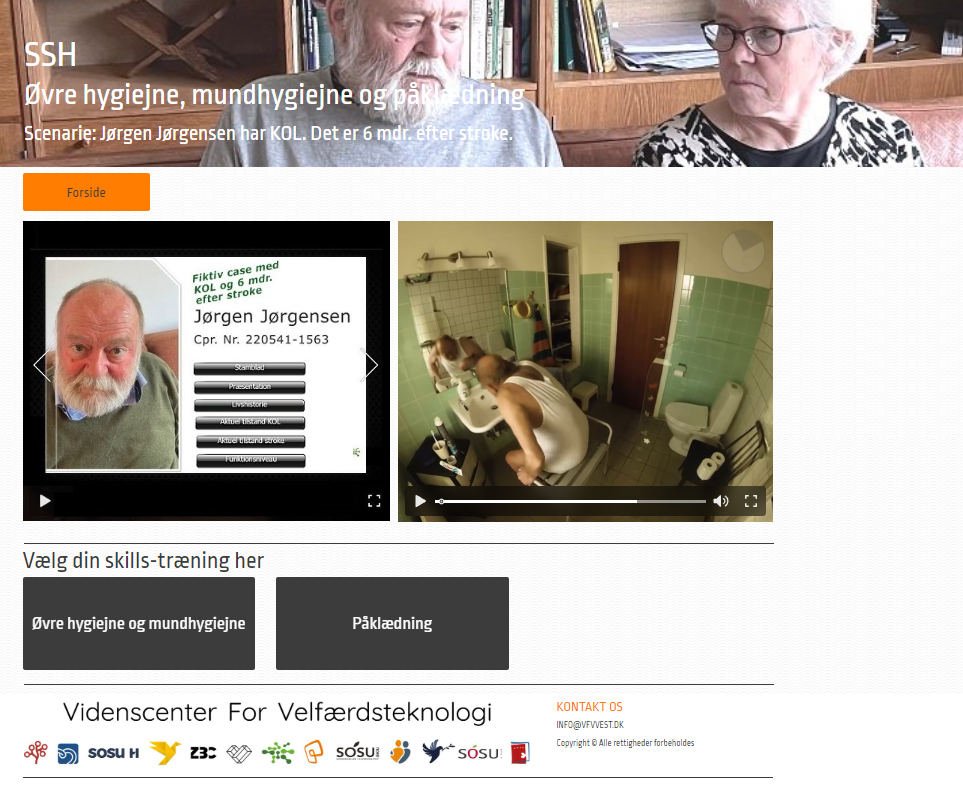 SSH
Øvre hygiejne, mundhygiejne og påklædning
Scenarie: Jørgen Jørgensen har KOL. Det er 6 mdr. efter stroke.
Forside
Fiktiv case med
KOL og 6 mdr.
efter stroke
Jørgen Jørgensen
Cpr. Nr. 220541-1563
Stamblad
Præsentation
Livshistorie
Aktuel tilstand KOL
Aktuel tilstand stroke
Funktionsniveau
Vælg din skills-træning her
Øvre hygiejne og mundhygiejne
Påklædning
Videnscenter For Velfærdsteknologi
KONTAKT OS
INFO@VFVVEST.DK
Copyright © Alle rettigheder forbeholdes
SOSU H
ZBC
SOSU
SOSU